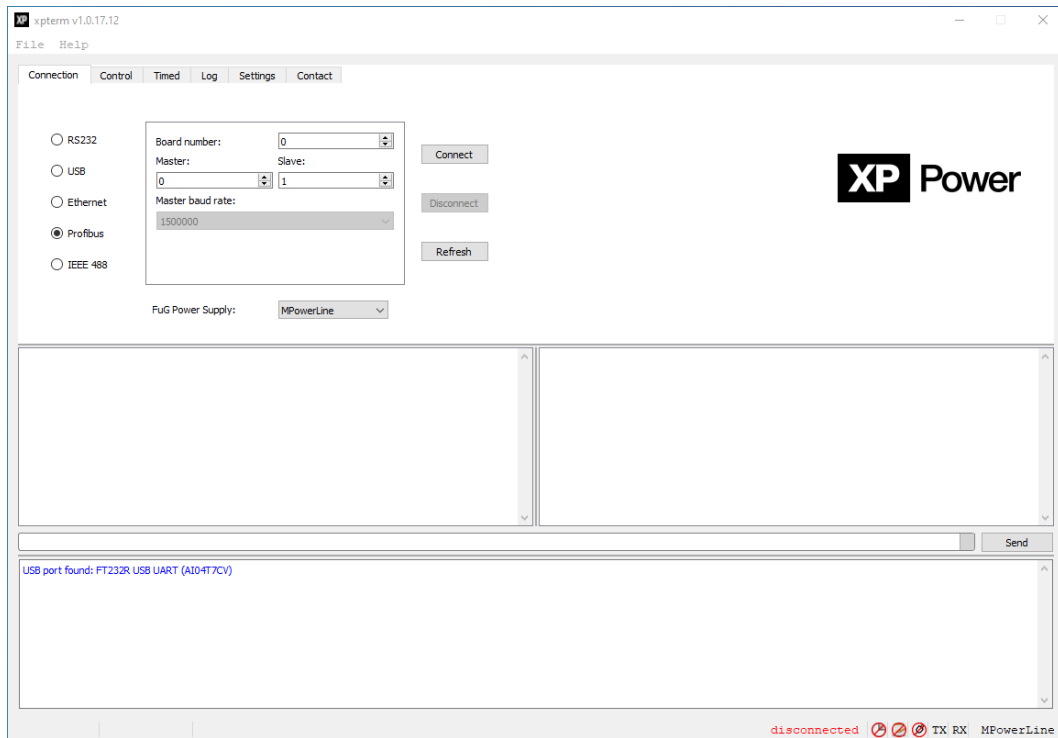 XP xpterm v1.0.17.12
File Help
Connection Control Timed Log Settings Contact
RS232
USB
Ethernet
Profibus
IEEE 488
Board number: 0
Master: Slave:
0 1
Master baud rate:
1500000
FuG Power Supply: MPowerLine
Connect
Disconnect
Refresh
XP Power
Send
USB port found: FT232R USB UART (AI04T7CV)
disconnected TX RX MPowerLine